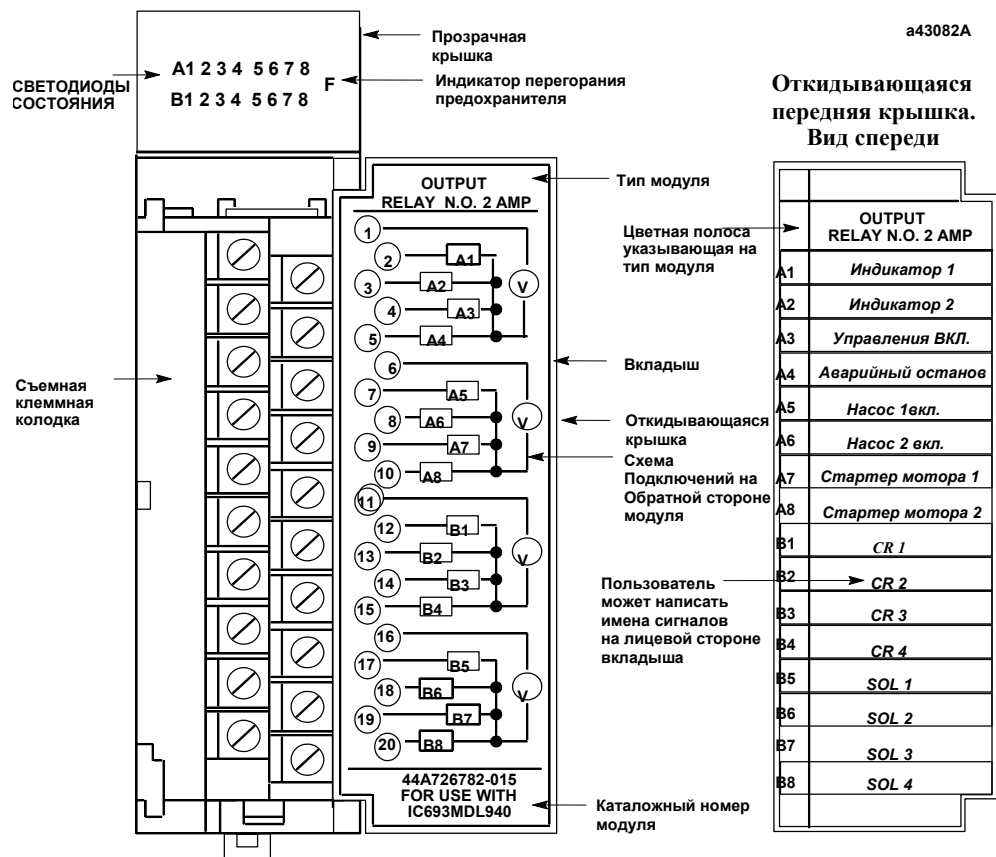 a43082A
Прозрачная
крышка
A1 2 3 4 5 6 7 8
B1 2 3 4 5 6 7 8
F
СВЕТОДИОДЫ
СОСТОЯНИЯ
Индикатор перегорания
предохранителя
Откидывающаяся
передняя крышка.
Вид спереди
OUTPUT
RELAY N.O. 2 AMP
1
2 A1
3 A2
V
4 A3
5 A4
6
7 A5
8 A6
V
9 A7
10 A8
11
12 B1
13 B2
V
14 B3
15 B4
16
17 B5
18 B6
V
19 B7
20 B8
44A726782-015
FOR USE WITH
IC693MDL940
Съемная
клеммная
колодка
Тип модуля
Цветная полоса
указывающая на
тип модуля
Вкладыш
Откидывающаяся
крышка
Схема
Подключений на
Обратной стороне
модуля
Пользователь
может написать
имена сигналов
на лицевой стороне
вкладыша
Каталожный номер
модуля
OUTPUT
RELAY N.O. 2 AMP
A1 Индикатор 1
A2 Индикатор 2
A3 Управления ВКЛ.
A4 Аварийный останов
A5 Насос 1вкл.
A6 Насос 2 вкл.
A7 Стартер мотора 1
A8 Стартер мотора 2
B1 CR 1
B2 CR 2
B3 CR 3
B4 CR 4
B5 SOL 1
B6 SOL 2
B7 SOL 3
B8 SOL 4